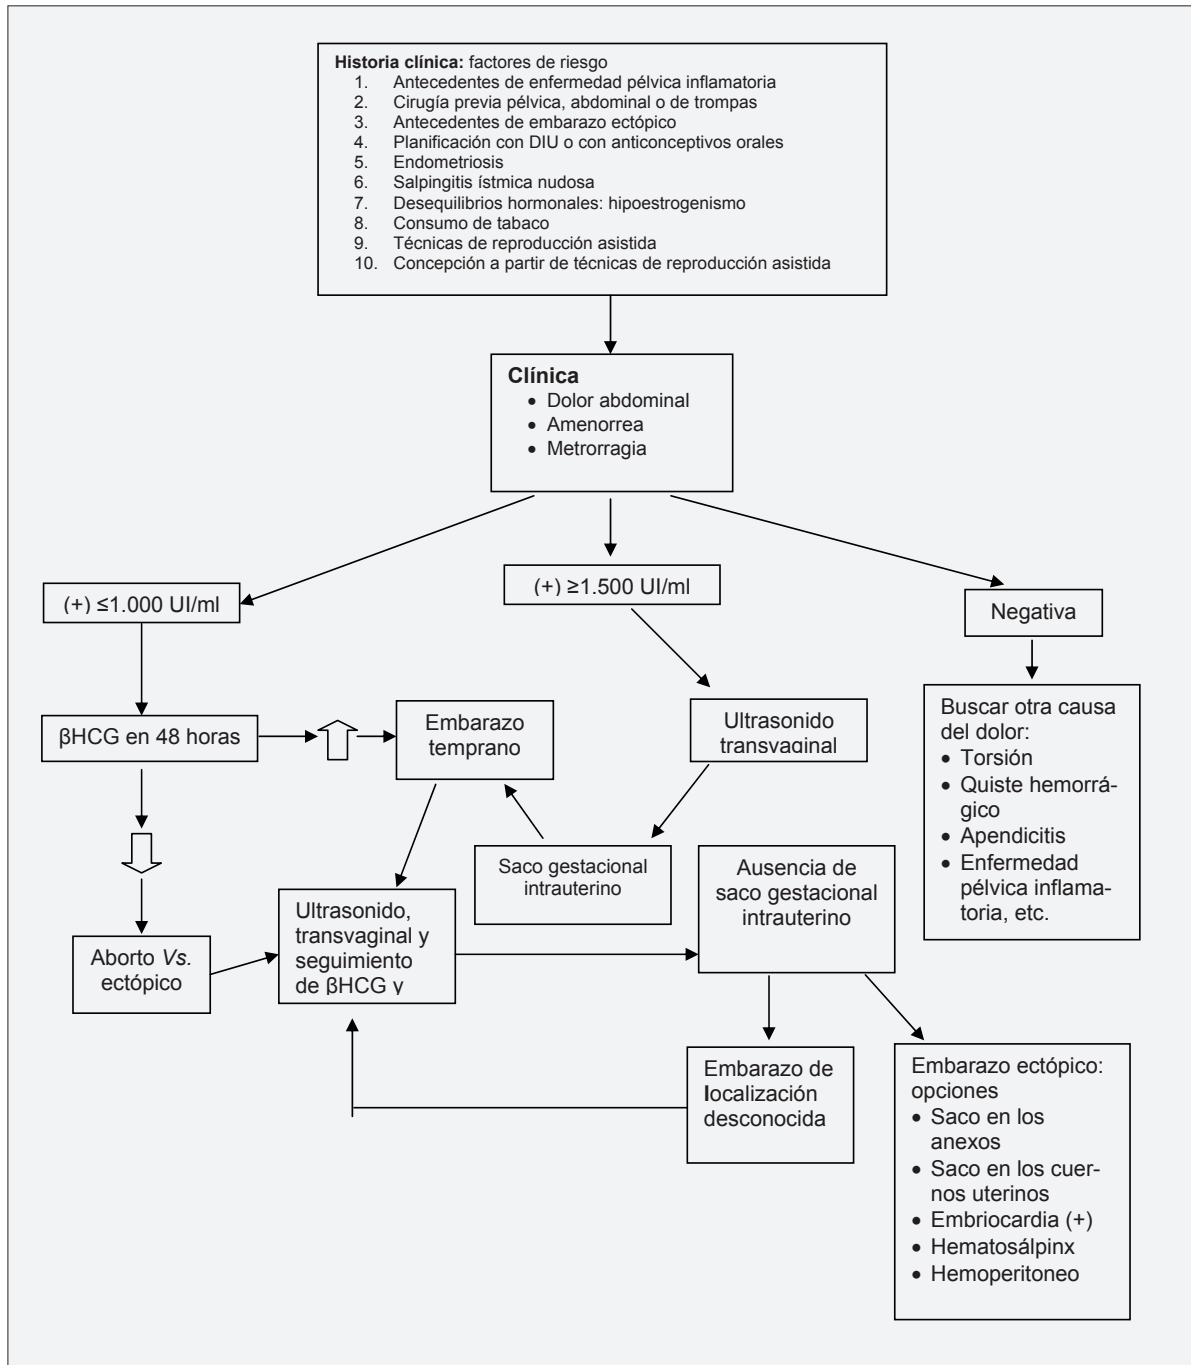 Historia clínica: factores de riesgo
1. Antecedentes de enfermedad pélvica inflamatoria
2. Cirugía previa pélvica, abdominal o de trompas
3. Antecedentes de embarazo ectópico
4. Planificación con DIU o con anticonceptivos orales
5. Endometriosis
6. Salpingitis ístmica nudosa
7. Desequilibrios hormonales: hipoestrogenismo
8. Consumo de tabaco
9. Técnicas de reproducción asistida
10. Concepción a partir de técnicas de reproducción asistida
Clínica
• Dolor abdominal
• Amenorrea
• Metrorragia
(+) ≤1.000 UI/ml
(+) ≥1.500 UI/ml
Negativa
βHCG en 48 horas
Embarazo
temprano
Ultrasonido
transvaginal
Buscar otra causa
del dolor:
• Torsión
• Quiste hemorrá-
gico
• Apendicitis
• Enfermedad
pélvica inflama-
toria, etc.
Saco gestacional
intrauterino
Ausencia de
saco gestacional
intrauterino
Aborto Vs.
ectópico
Ultrasonido,
transvaginal y
seguimiento
de βHCG y
Embarazo de
localización
desconocida
Embarazo ectópico:
opciones
• Saco en los
anexos
• Saco en los cuer-
nos uterinos
• Embriocardia (+)
• Hematosálpinx
• Hemoperitoneo